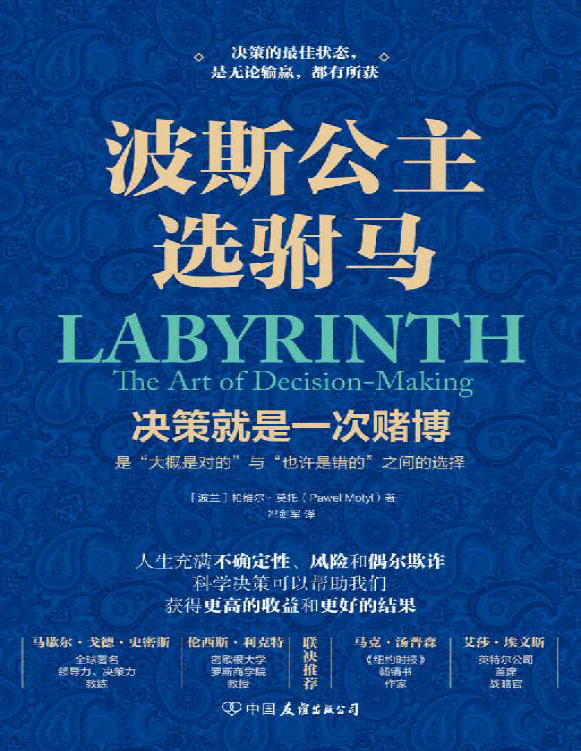 决策的最佳状态，
是无论输赢，都有所获
波斯公主
选驸马
LABYRINTH
The Art of Decision-Making
决策就是一次赌博
是“大概是对的”与“也许是错的”之间的选择
［波兰］帕维尔·莫托（Pawel Motyl）著
冯剑军 译
人生充满不确定性、风险和偶尔欺诈
科学决策可以帮助我们
获得更高的收益和更好的结果
马歇尔·戈德·史密斯
全球著名
领导力、决策力
教练
伦西斯·利克特
密歇根大学
罗斯商学院
教授
联袂推荐
马克·汤普森
《纽约时报》
畅销书
作家
艾莎·埃文斯
英特尔公司
首席
战略官
中国友谊出版公司